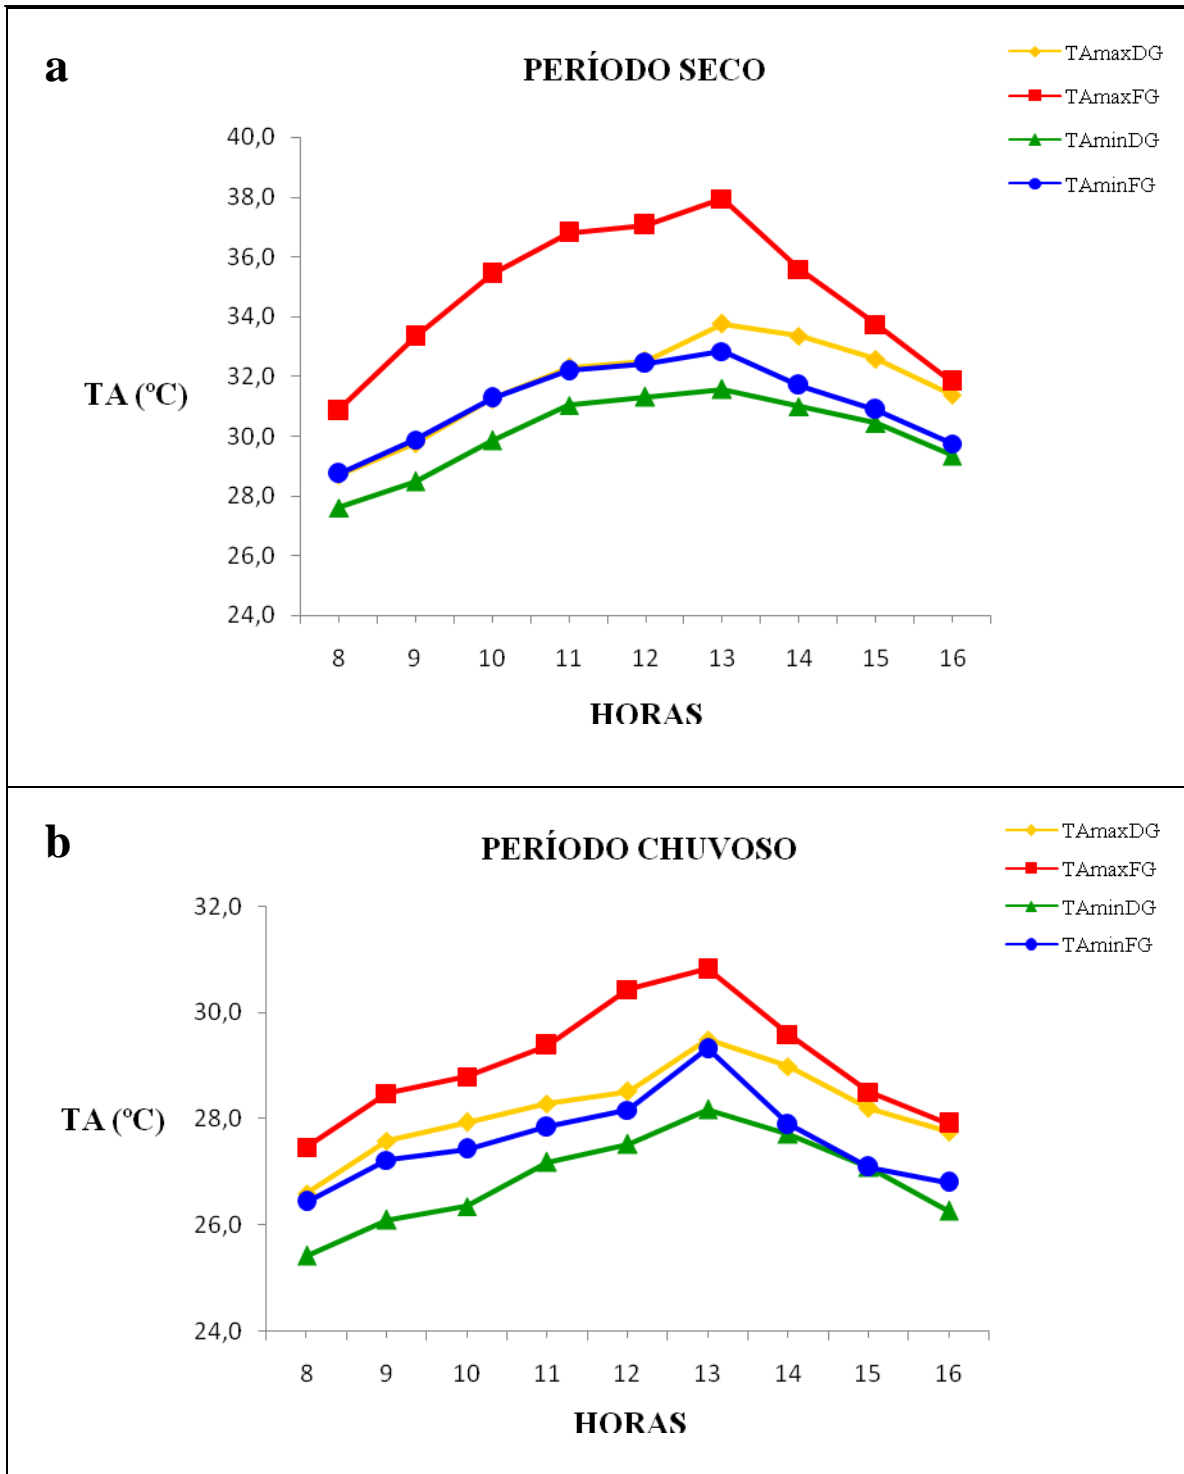 a
PERÍODO SECO
TAmaxDG
TAmaxFG
TAminDG
TAminFG
40,0
38,0
36,0
34,0
32,0
30,0
28,0
26,0
24,0
TA (ºC)
8 9 10 11 12 13 14 15 16
HORAS
b
PERÍODO CHUVOSO
TAmaxDG
TAmaxFG
TAminDG
TAminFG
32,0
30,0
28,0
26,0
24,0
TA (ºC)
8 9 10 11 12 13 14 15 16
HORAS